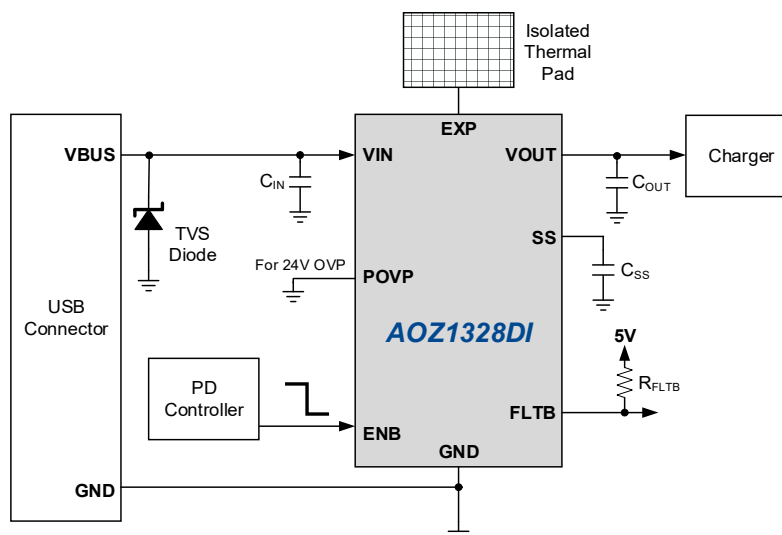 Isolated
Thermal
Pad
EXP
VBUS
VIN
VOUT
Charger
CIN
COUT
TVS
Diode
SS
CSS
For 24V OVP
POVP
USB
Connector
AOZ1328DI
5V
RFLTB
PD
Controller
FLTB
ENB
GND
GND